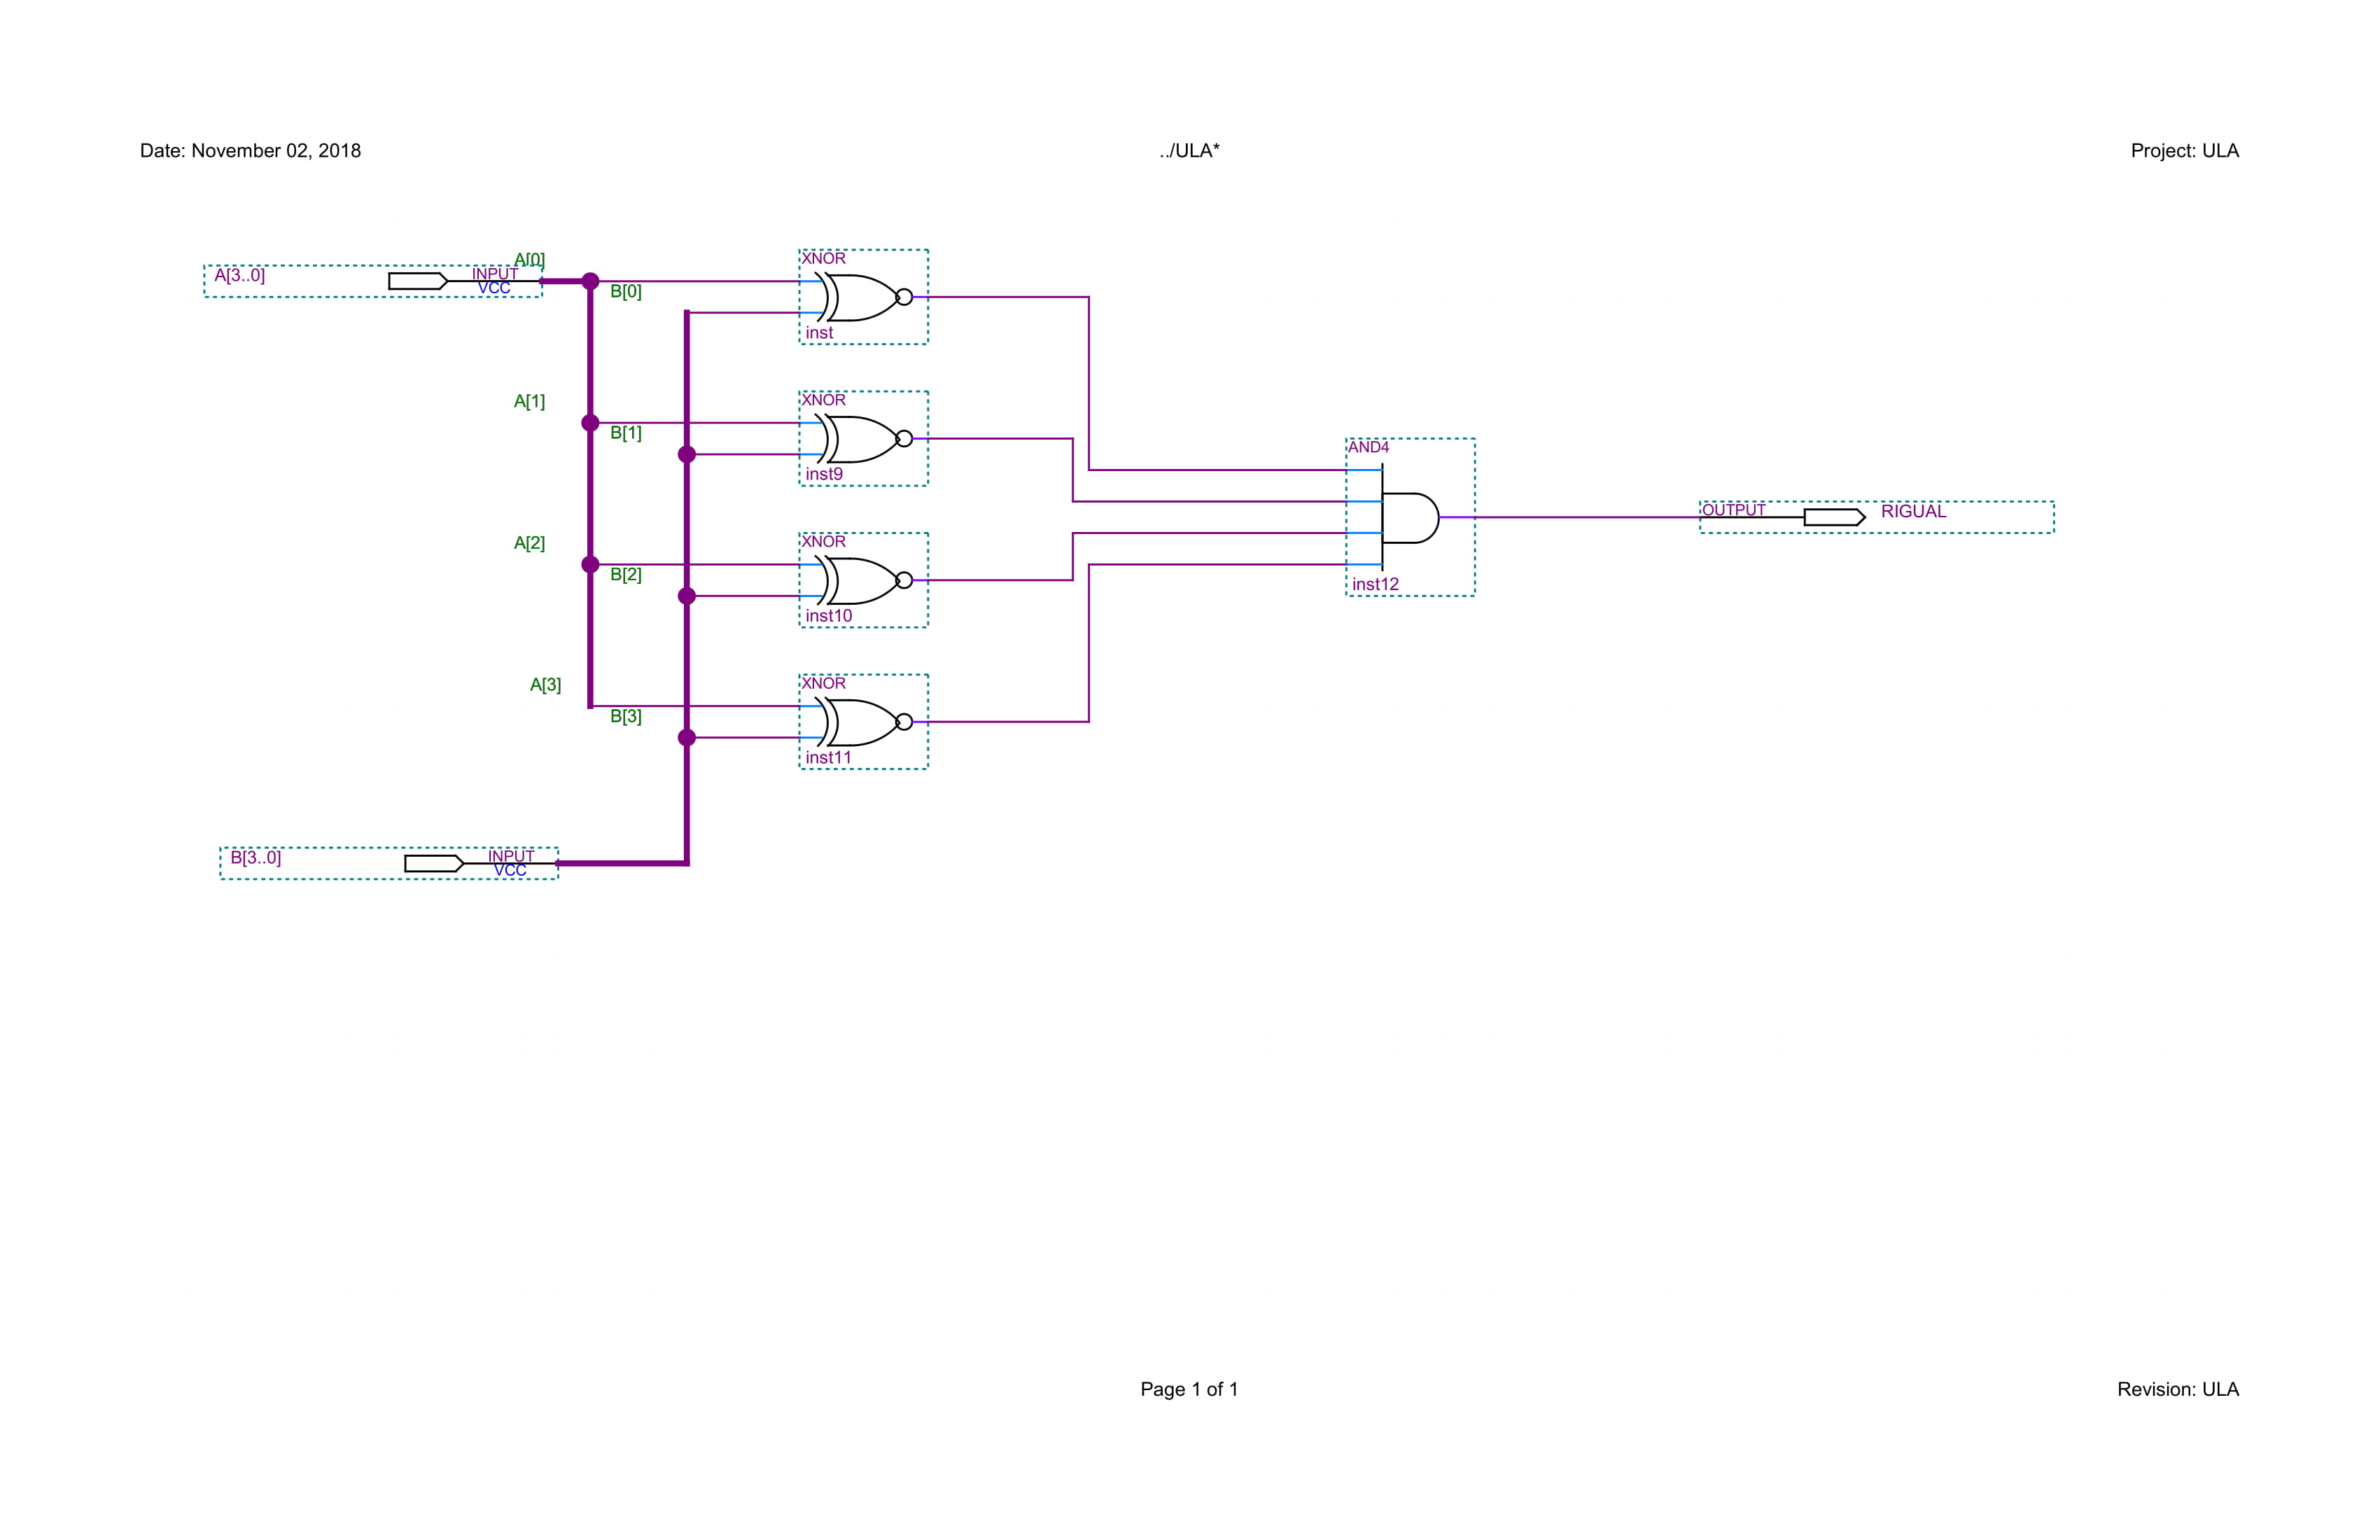 Date: November 02, 2018
../ULA*
Project: ULA
A[3..0]
INPUT
VCC
A[0]
B[0]
XNOR
inst
A[1]
B[1]
XNOR
inst9
AND4
inst12
OUTPUT
RIGUAL
A[2]
B[2]
XNOR
inst10
A[3]
B[3]
XNOR
inst11
B[3..0]
INPUT
VCC
Page 1 of 1
Revision: ULA